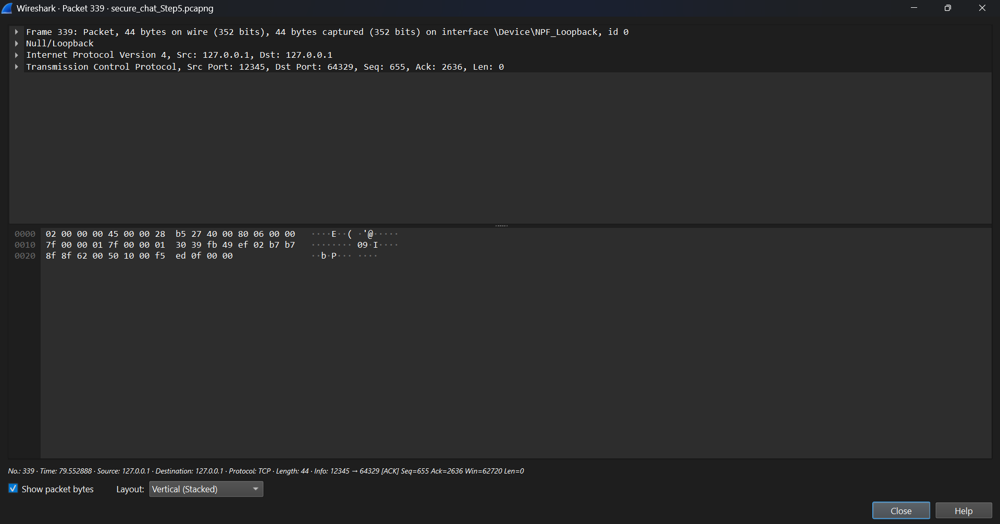 Wireshark · Packet 339 · secure_chat_Step5.pcapng
Frame 339: Packet, 44 bytes on wire (352 bits), 44 bytes captured (352 bits) on interface \Device\NPF_Loopback, id 0
Null/Loopback
Internet Protocol Version 4, Src: 127.0.0.1, Dst: 127.0.0.1
Transmission Control Protocol, Src Port: 12345, Dst Port: 64329, Seq: 655, Ack: 2636, Len: 0
0000 02 00 00 00 45 00 00 28 b5 27 40 00 80 06 00 00 ····E··( ·'@·····
0010 7f 00 00 01 7f 00 00 01 30 39 fb 49 ef 02 b7 b7 ········ 09·I····
0020 8f 8f 62 00 50 10 00 f5 ed 0f 00 00 ··b·P··· ····
No.: 339 · Time: 79.552888 · Source: 127.0.0.1 · Destination: 127.0.0.1 · Protocol: TCP · Length: 44 · Info: 12345 → 64329 [ACK] Seq=655 Ack=2636 Win=62720 Len=0
Show packet bytes Layout: Vertical (Stacked)
Close Help